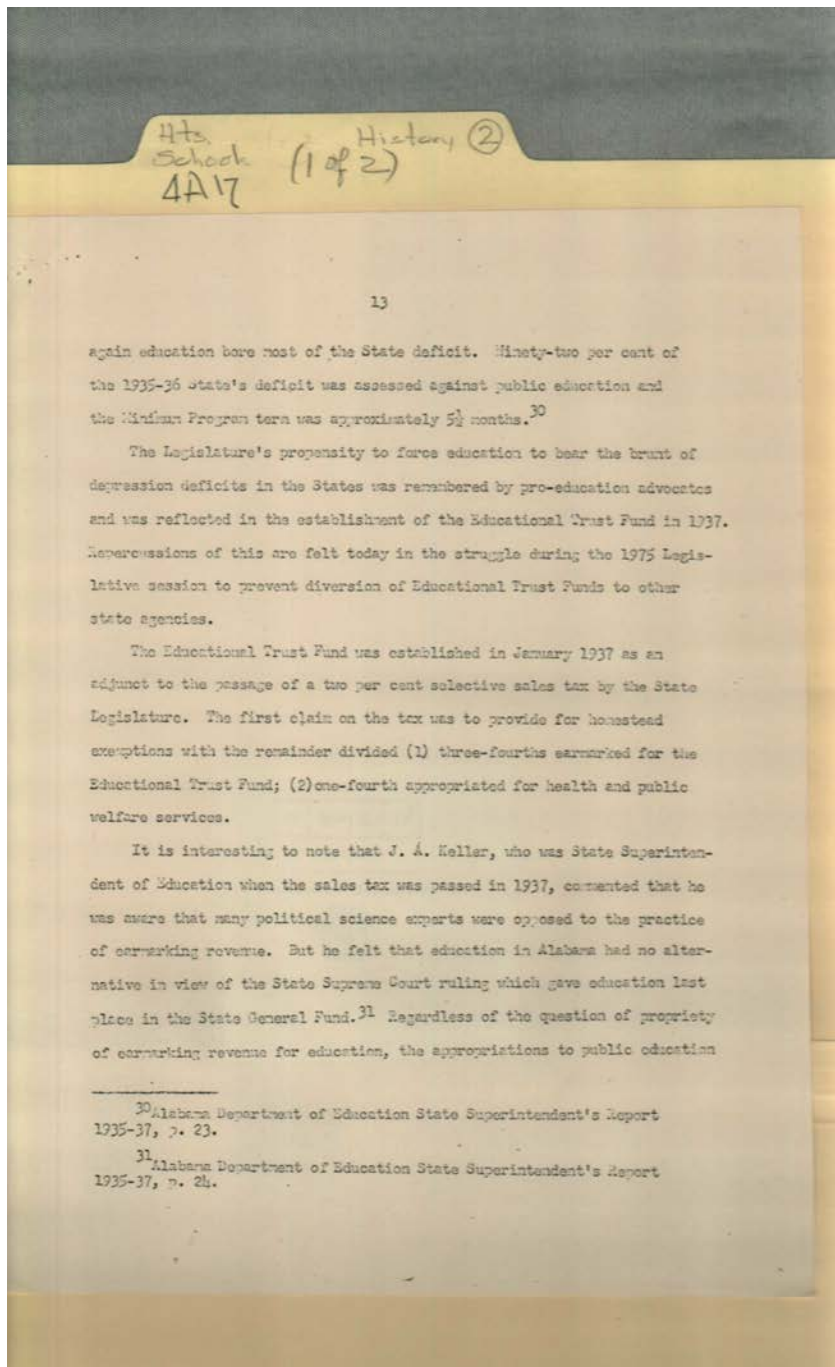 Hts. History ②
School (1 of 2)
4A17
13
again education bore most of the State deficit. Ninety-two per cent of
the 1935-36 State's deficit was assessed against public education and
the Minimum Program term was approximately 5½ months.30
The Legislature's propensity to force education to bear the brunt of
depression deficits in the States was remembered by pro-education advocates
and was reflected in the establishment of the Educational Trust Fund in 1937.
Repercussions of this are felt today in the struggle during the 1975 Legis-
lative session to prevent diversion of Educational Trust Funds to other
state agencies.
The Educational Trust Fund was established in January 1937 as an
adjunct to the passage of a two per cent selective sales tax by the State
Legislature. The first claim on the tax was to provide for homestead
exemptions with the remainder divided (1) three-fourths earmarked for the
Educational Trust Fund; (2)one-fourth appropriated for health and public
welfare services.
It is interesting to note that J. A. Keller, who was State Superinten-
dent of Education when the sales tax was passed in 1937, commented that he
was aware that many political science experts were opposed to the practice
of earmarking revenue. But he felt that education in Alabama had no alter-
native in view of the State Supreme Court ruling which gave education last
place in the State General Fund.31 Regardless of the question of propriety
of earmarking revenue for education, the appropriations to public education
30Alabama Department of Education State Superintendent's Report
1935-37, p. 23.
31Alabama Department of Education State Superintendent's Report
1935-37, p. 24.